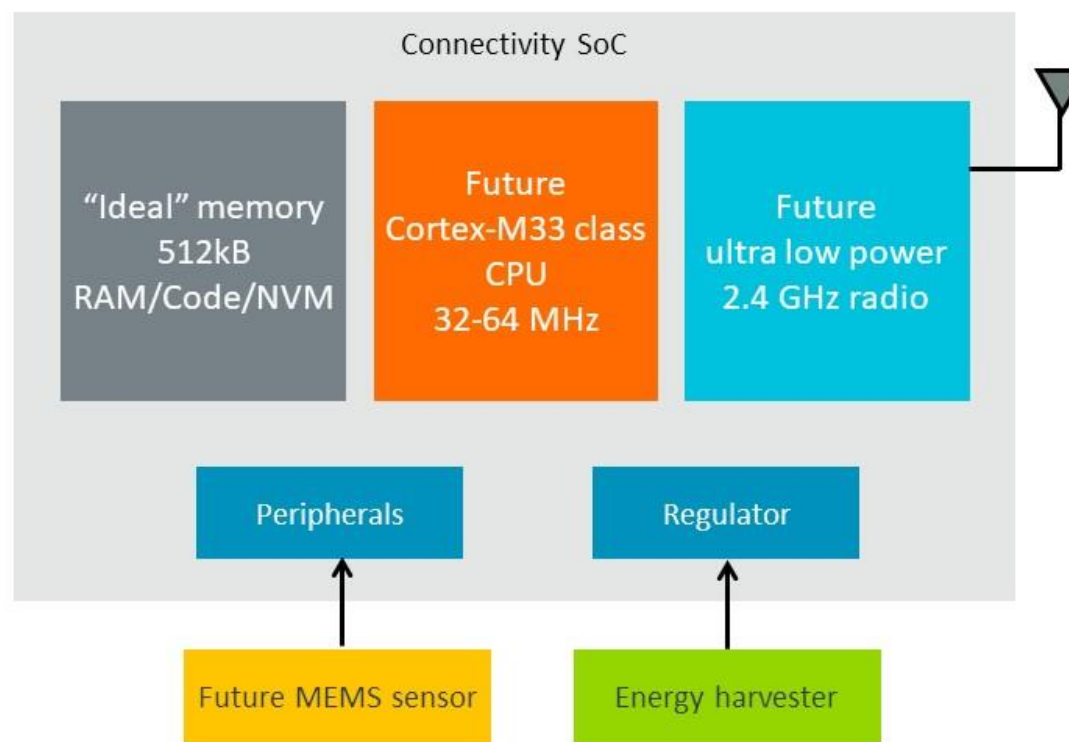 Connectivity SoC
“Ideal” memory
512kB
RAM/Code/NVM
Future
Cortex-M33 class
CPU
32-64 MHz
Future
ultra low power
2.4 GHz radio
Peripherals
Regulator
Future MEMS sensor
Energy harvester